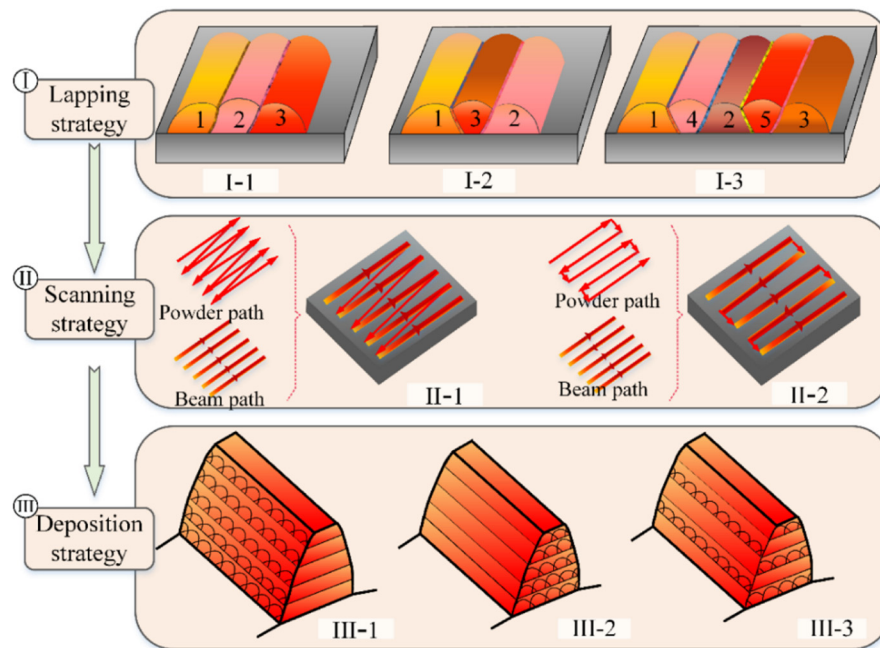 I
Lapping
strategy
1 2 3
I-1
1 3 2
I-2
1 4 2 5 3
I-3
II
Scanning
strategy
Powder path
Beam path
II-1
Powder path
Beam path
II-2
III
Deposition
strategy
III-1
III-2
III-3